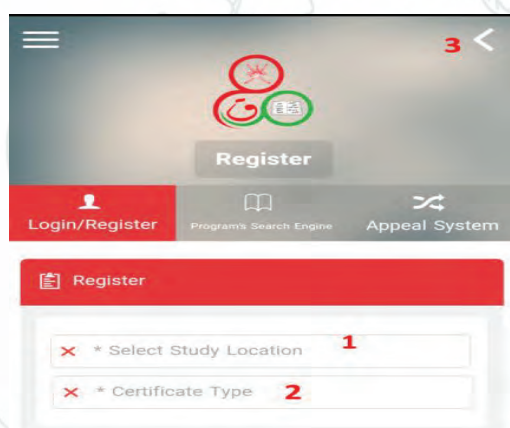 3
Register
Login/Register
Program's Search Engine
Appeal System
Register
* Select Study Location 1
* Certificate Type 2